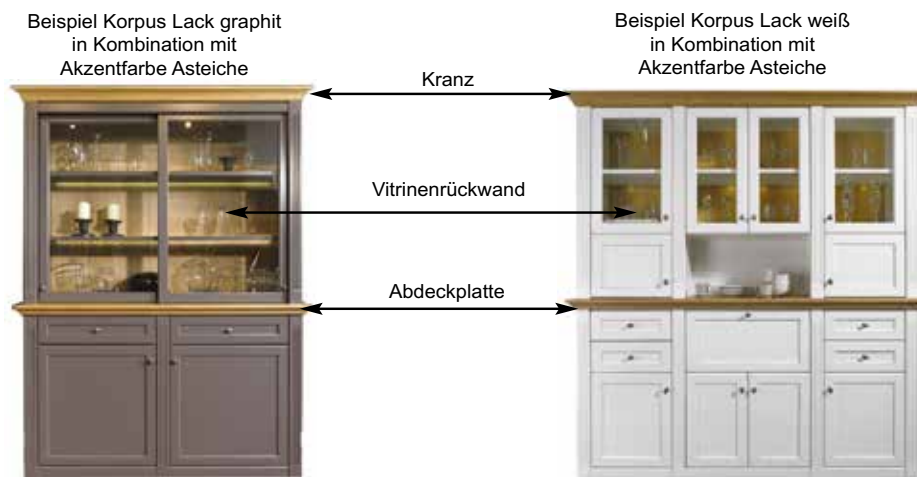 Beispiel Korpus Lack graphit
in Kombination mit
Akzentfarbe Asteiche
Beispiel Korpus Lack weiß
in Kombination mit
Akzentfarbe Asteiche
Kranz
Vitrinenrückwand
Abdeckplatte